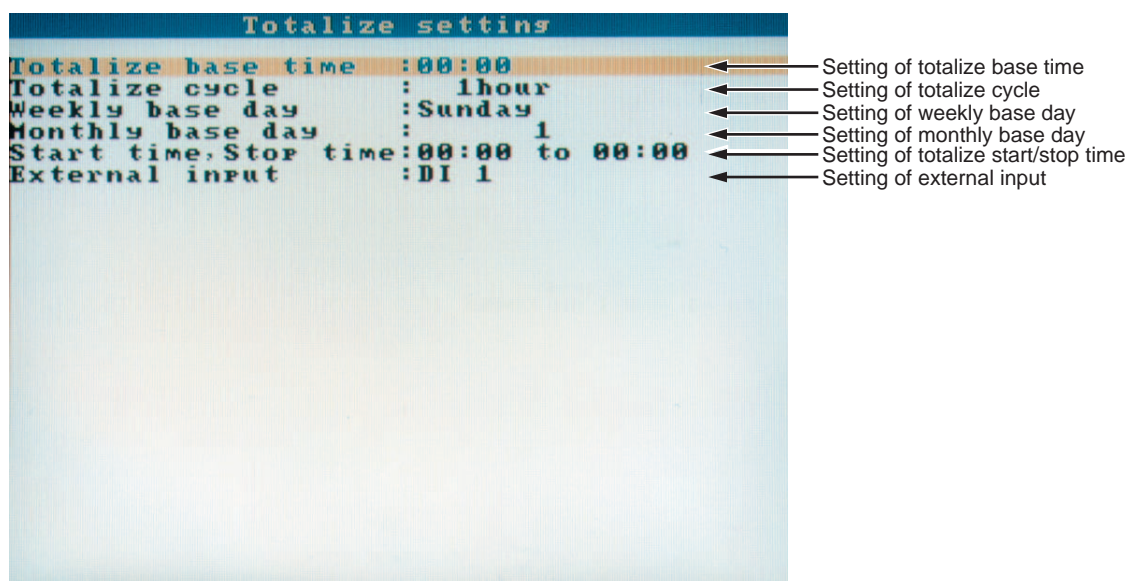 Totalize setting
Totalize base time :00:00 Setting of totalize base time
Totalize cycle : 1hour Setting of totalize cycle
Weekly base day :Sunday Setting of weekly base day
Monthly base day : 1 Setting of monthly base day
Start time,Stop time:00:00 to 00:00 Setting of totalize start/stop time
External input :DI 1 Setting of external input